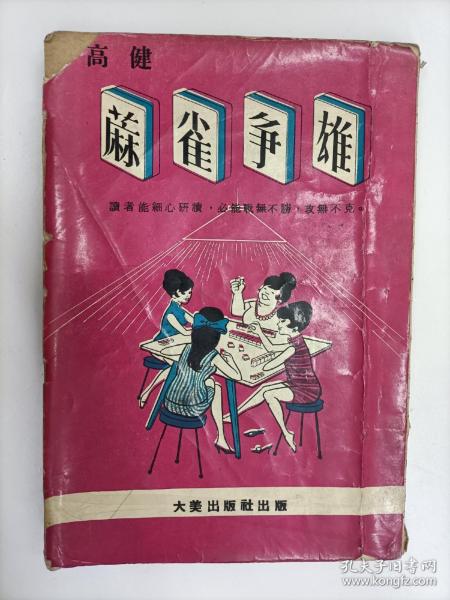 高健
蔴雀争雄
讀者能細心研讀，必能戰無不勝，攻無不克。
大美出版社出版
孔夫子旧书网
www.kongfz.com